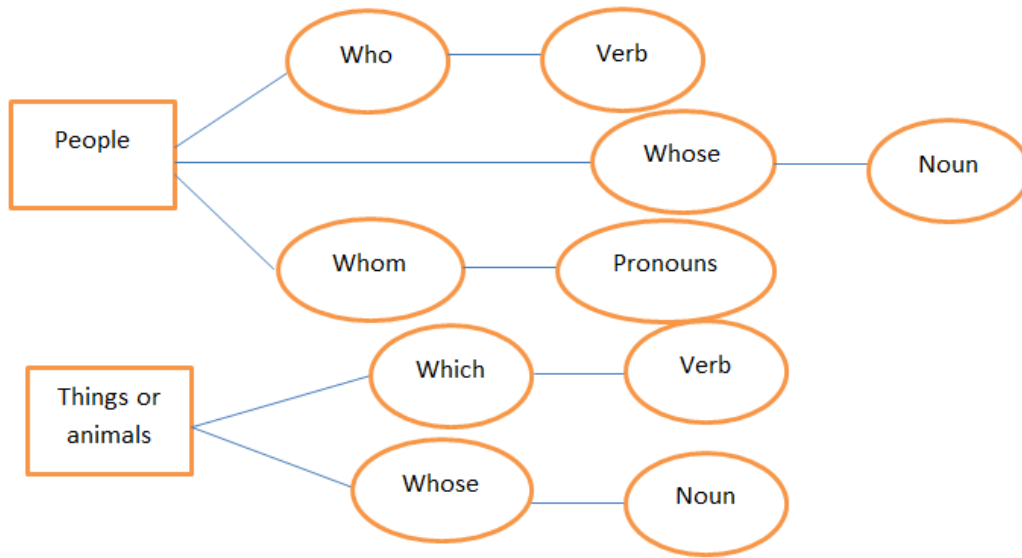 Who
Verb
People
Whose
Noun
Whom
Pronouns
Which
Verb
Things or
animals
Whose
Noun